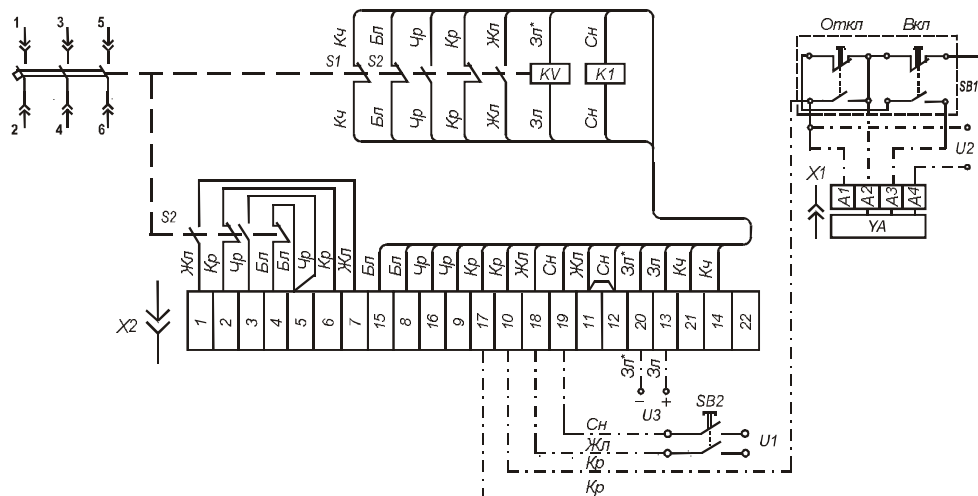 1 3 5
2 4 6
Кч Бл Чр Кр Жл Зл* Сн
S1 S2
KV K1
Кч Бл Чр Кр Жл Зл Сн
Откл Вкл
SB1
U2
X1
A1 A2 A3 A4
YA
S2
Жл Кр Чр Бл Бл Чр Кр Жл Бл Бл Чр Чр Кр Кр Жл Сн Жл Сн Зл* Зл Кч Кч
X2
1 2 3 4 5 6 7 15 8 16 9 17 10 18 19 11 12 20 13 21 14 22
Зл* Зл
− +
U3
SB2
Сн
Жл
U1
Кр
Кр